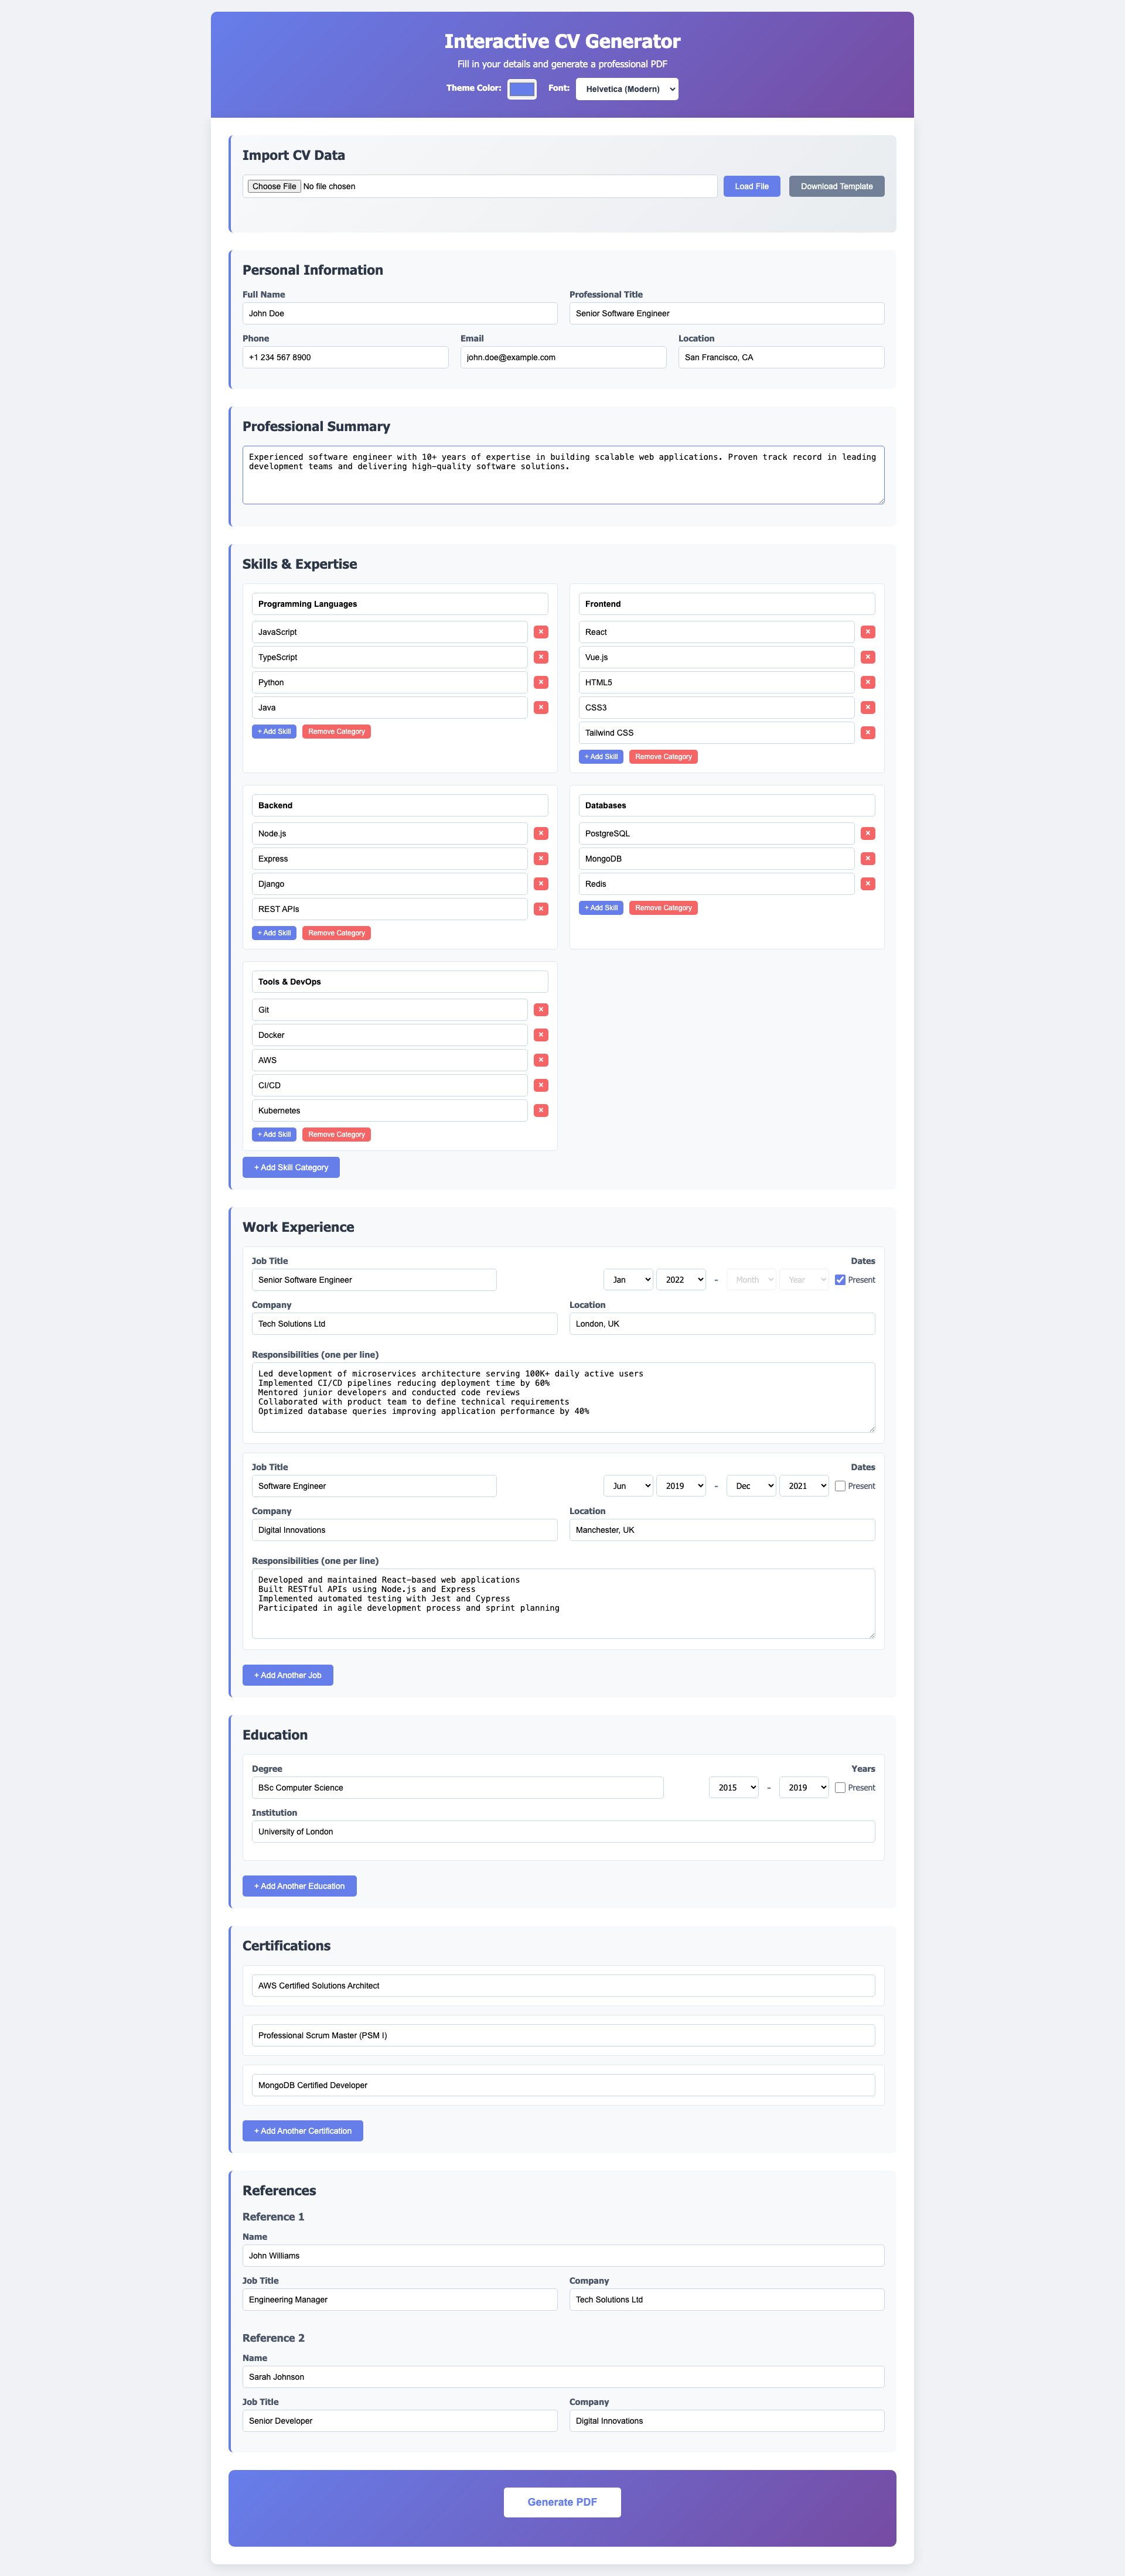 Interactive CV Generator
Fill in your details and generate a professional PDF
Theme Color: Font: Helvetica (Modern)
Import CV Data
Choose File No file chosen Load File Download Template
Personal Information
Full Name Professional Title
John Doe Senior Software Engineer
Phone Email Location
+1 234 567 8900 john.doe@example.com San Francisco, CA
Professional Summary
Experienced software engineer with 10+ years of expertise in building scalable web applications. Proven track record in leading
development teams and delivering high-quality software solutions.
Skills & Expertise
Programming Languages
JavaScript ×
TypeScript ×
Python ×
Java ×
+ Add Skill Remove Category
Frontend
React ×
Vue.js ×
HTML5 ×
CSS3 ×
Tailwind CSS ×
+ Add Skill Remove Category
Backend
Node.js ×
Express ×
Django ×
REST APIs ×
+ Add Skill Remove Category
Databases
PostgreSQL ×
MongoDB ×
Redis ×
+ Add Skill Remove Category
Tools & DevOps
Git ×
Docker ×
AWS ×
CI/CD ×
Kubernetes ×
+ Add Skill Remove Category
+ Add Skill Category
Work Experience
Job Title Dates
Senior Software Engineer Jan 2022 - Month Year Present
Company Location
Tech Solutions Ltd London, UK
Responsibilities (one per line)
Led development of microservices architecture serving 100K+ daily active users
Implemented CI/CD pipelines reducing deployment time by 60%
Mentored junior developers and conducted code reviews
Collaborated with product team to define technical requirements
Optimized database queries improving application performance by 40%
Job Title Dates
Software Engineer Jun 2019 - Dec 2021 Present
Company Location
Digital Innovations Manchester, UK
Responsibilities (one per line)
Developed and maintained React-based web applications
Built RESTful APIs using Node.js and Express
Implemented automated testing with Jest and Cypress
Participated in agile development process and sprint planning
+ Add Another Job
Education
Degree Years
BSc Computer Science 2015 - 2019 Present
Institution
University of London
+ Add Another Education
Certifications
AWS Certified Solutions Architect
Professional Scrum Master (PSM I)
MongoDB Certified Developer
+ Add Another Certification
References
Reference 1
Name
John Williams
Job Title Company
Engineering Manager Tech Solutions Ltd
Reference 2
Name
Sarah Johnson
Job Title Company
Senior Developer Digital Innovations
Generate PDF